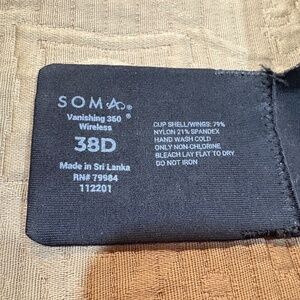 SOMA®
Vanishing 360®
Wireless
38D
Made in Sri Lanka
RN# 79984
112201
CUP SHELL/WINGS: 79%
NYLON 21% SPANDEX
HAND WASH COLD
ONLY NON-CHLORINE
BLEACH LAY FLAT TO DRY
DO NOT IRON